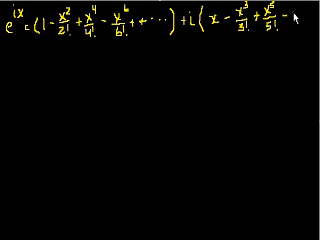 e^{ix} = (1 - x^2/2! + x^4/4! - x^6/6! + + ···) + i( x - x^3/3! + x^5/5! -